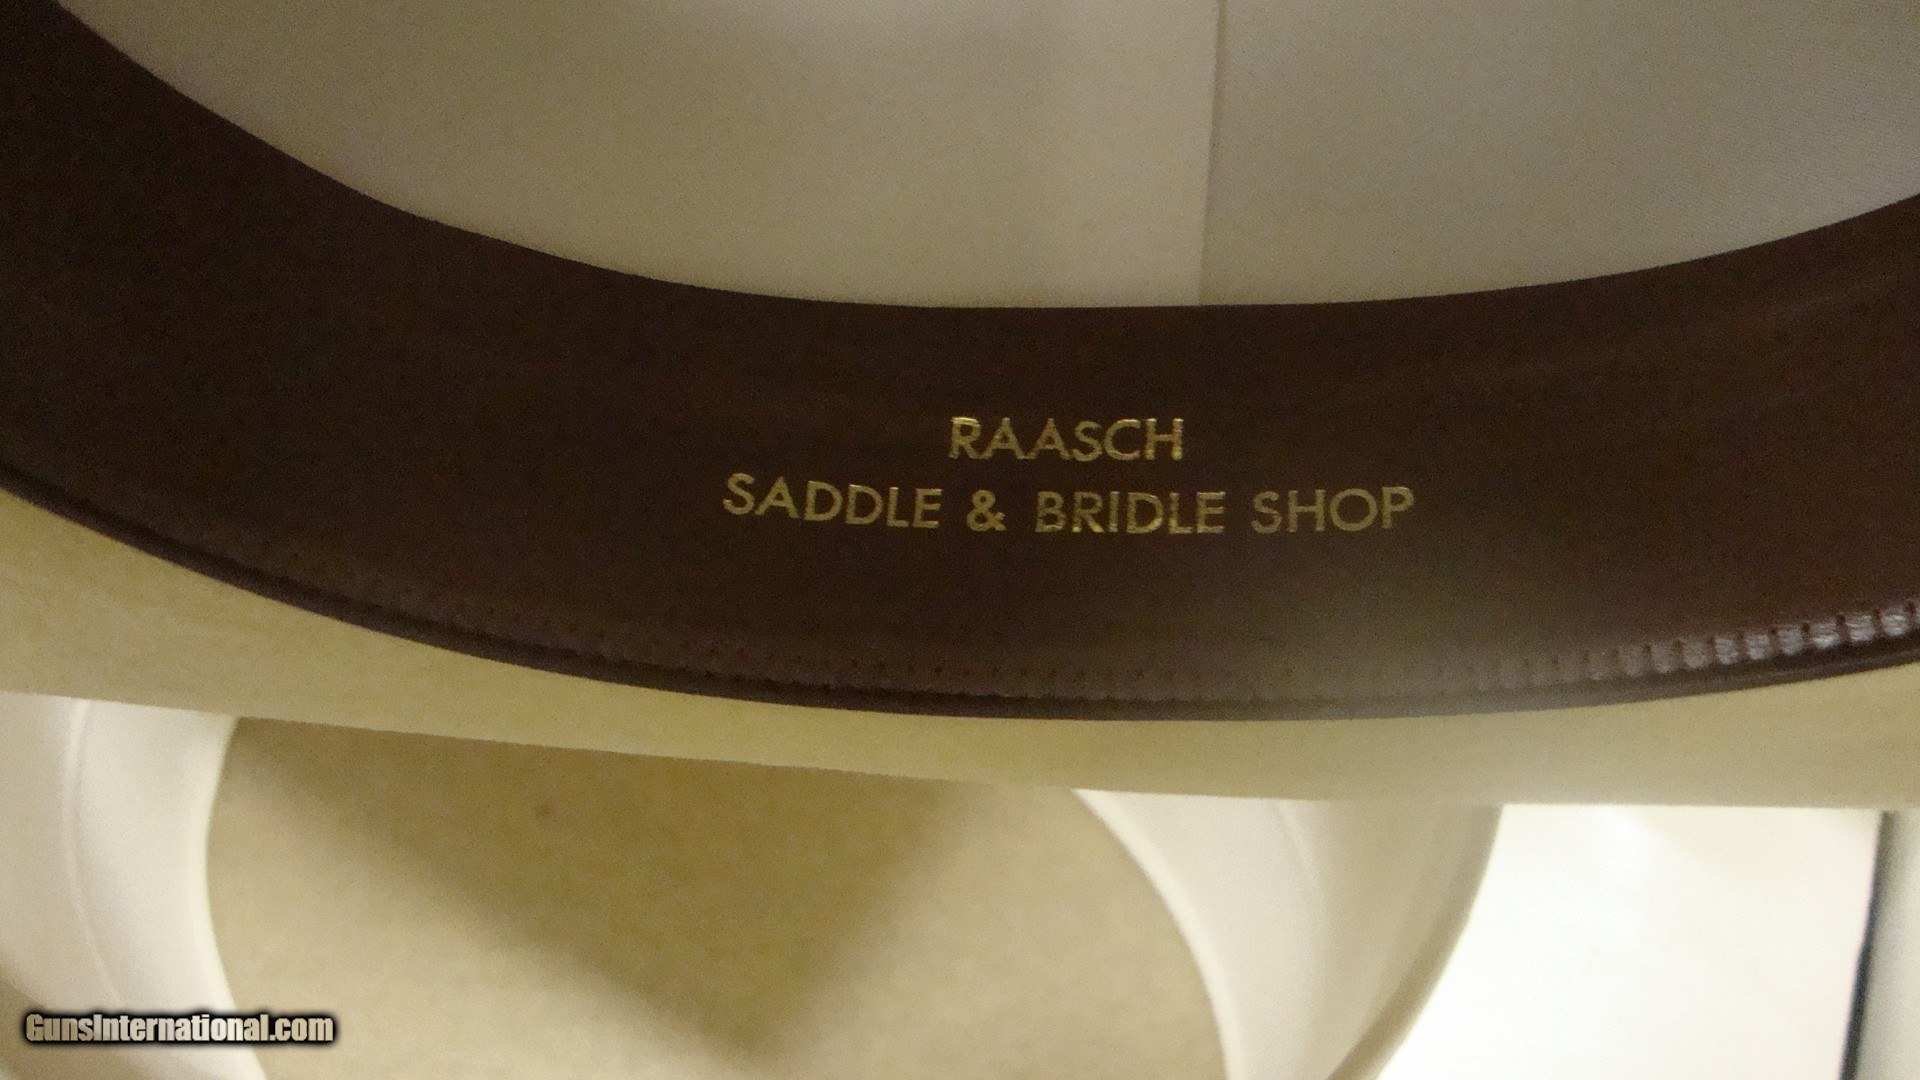 RAASCH
SADDLE & BRIDLE SHOP
GunsInternational.com